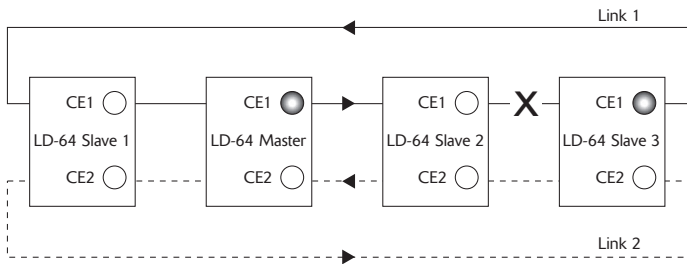 Link 1
CE1 CE1 CE1 X CE1
LD-64 Slave 1 LD-64 Master LD-64 Slave 2 LD-64 Slave 3
CE2 CE2 CE2 CE2
Link 2